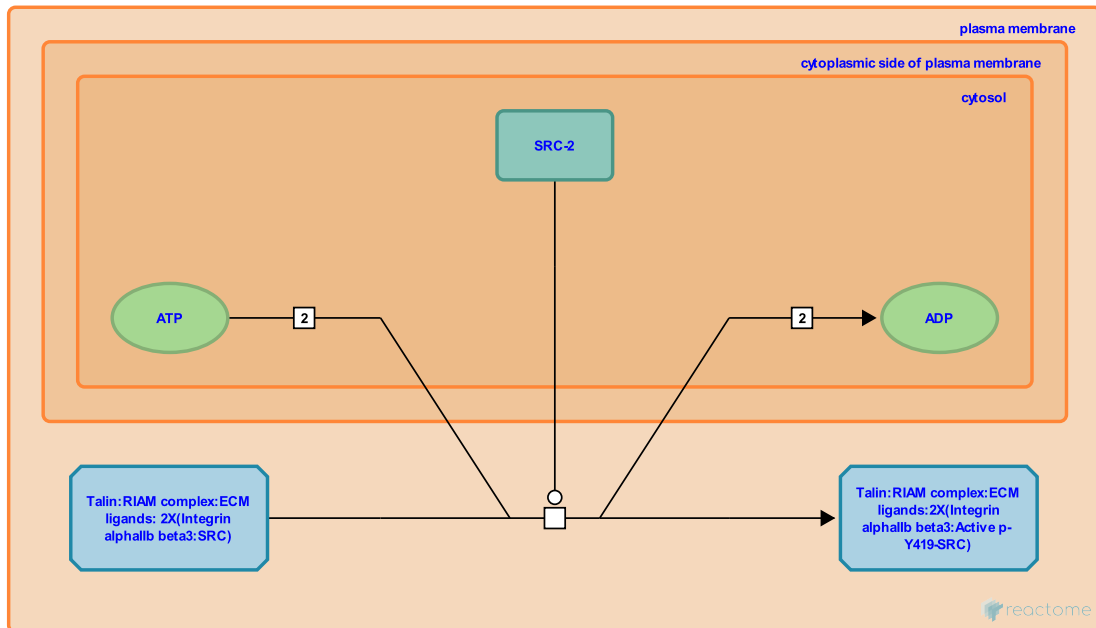 plasma membrane
cytoplasmic side of plasma membrane
cytosol
SRC-2
ATP
2
2
ADP
Talin:RIAM complex:ECM
ligands: 2X(Integrin
alphaIIb beta3:SRC)
Talin:RIAM complex:ECM
ligands:2X(Integrin
alphaIIb beta3:Active p-
Y419-SRC)
reactome